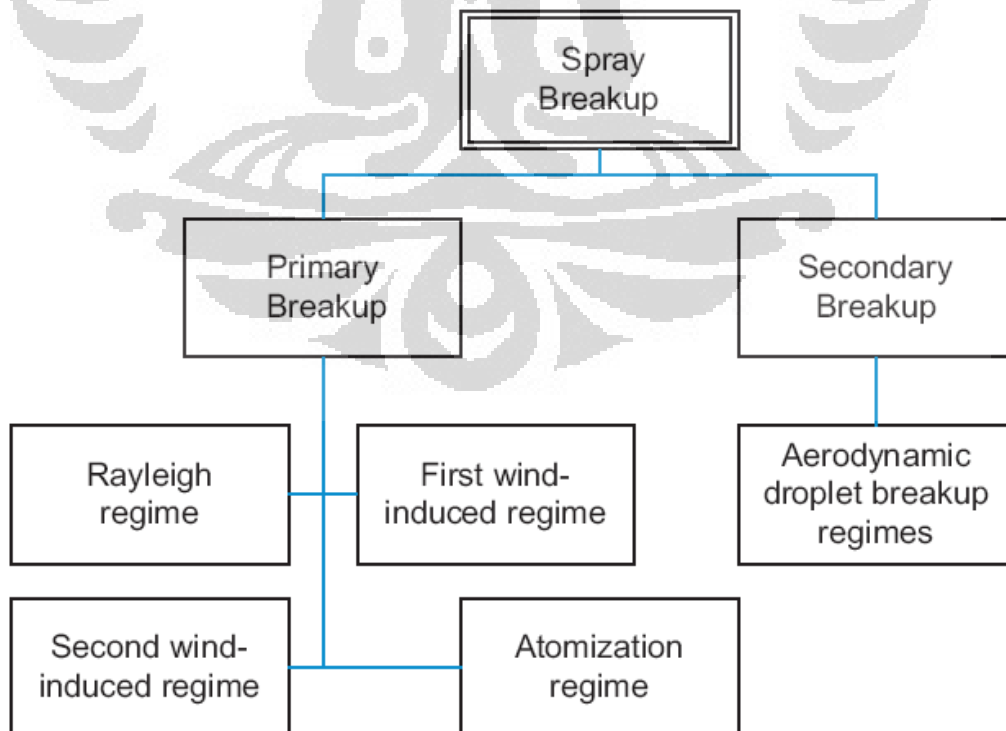 Spray
Breakup
Primary
Breakup
Secondary
Breakup
Rayleigh
regime
First wind-
induced regime
Aerodynamic
droplet breakup
regimes
Second wind-
induced regime
Atomization
regime